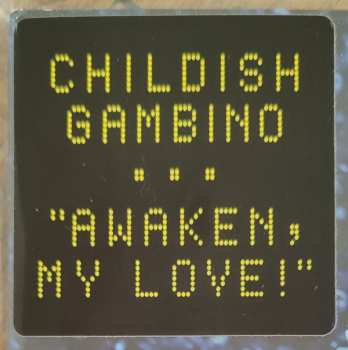 CHILDISH
GAMBINO
...
"AWAKEN,
MY LOVE!"